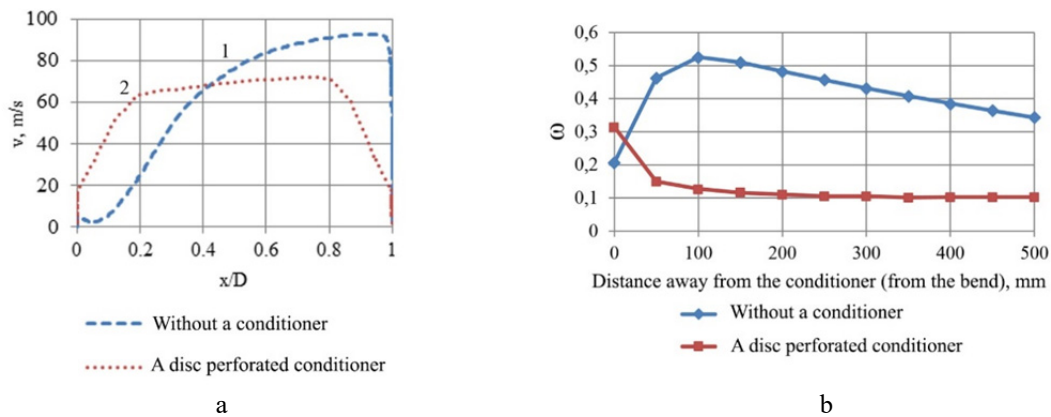 100
80
60
40
20
0
v, m/s
1
2
0 0.2 0.4 0.6 0.8 1
x/D
Without a conditioner
A disc perforated conditioner
a
0,6
0,5
0,4
0,3
0,2
0,1
0
ω
0 100 200 300 400 500
Distance away from the conditioner (from the bend), mm
Without a conditioner
A disc perforated conditioner
b